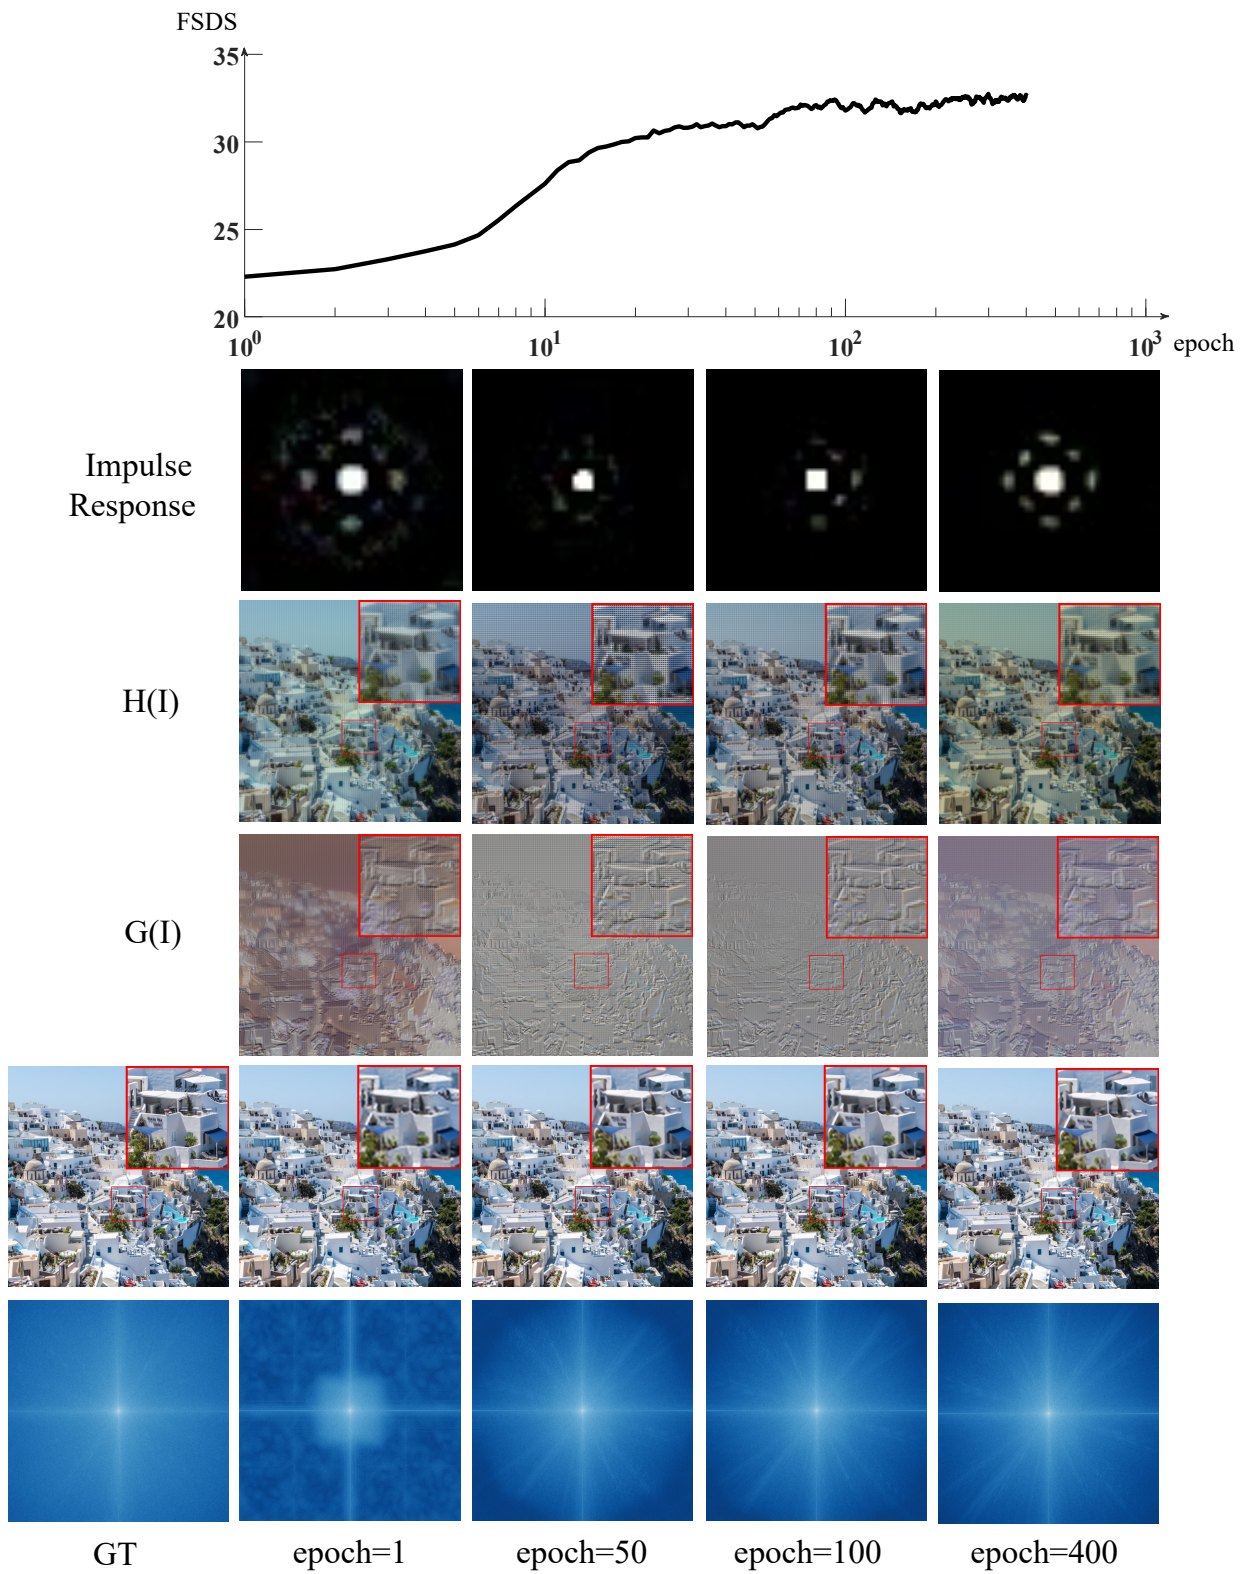 FSDS
35
30
25
20
10^0 10^1 10^2 10^3 epoch
Impulse
Response
H(I)
G(I)
GT epoch=1 epoch=50 epoch=100 epoch=400